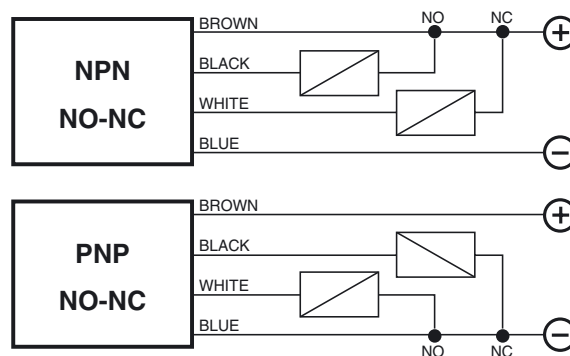 BROWN
NO
NC
+
NPN
BLACK
NO-NC
WHITE
BLUE
−
BROWN
+
PNP
BLACK
NO-NC
WHITE
BLUE
−
NO
NC